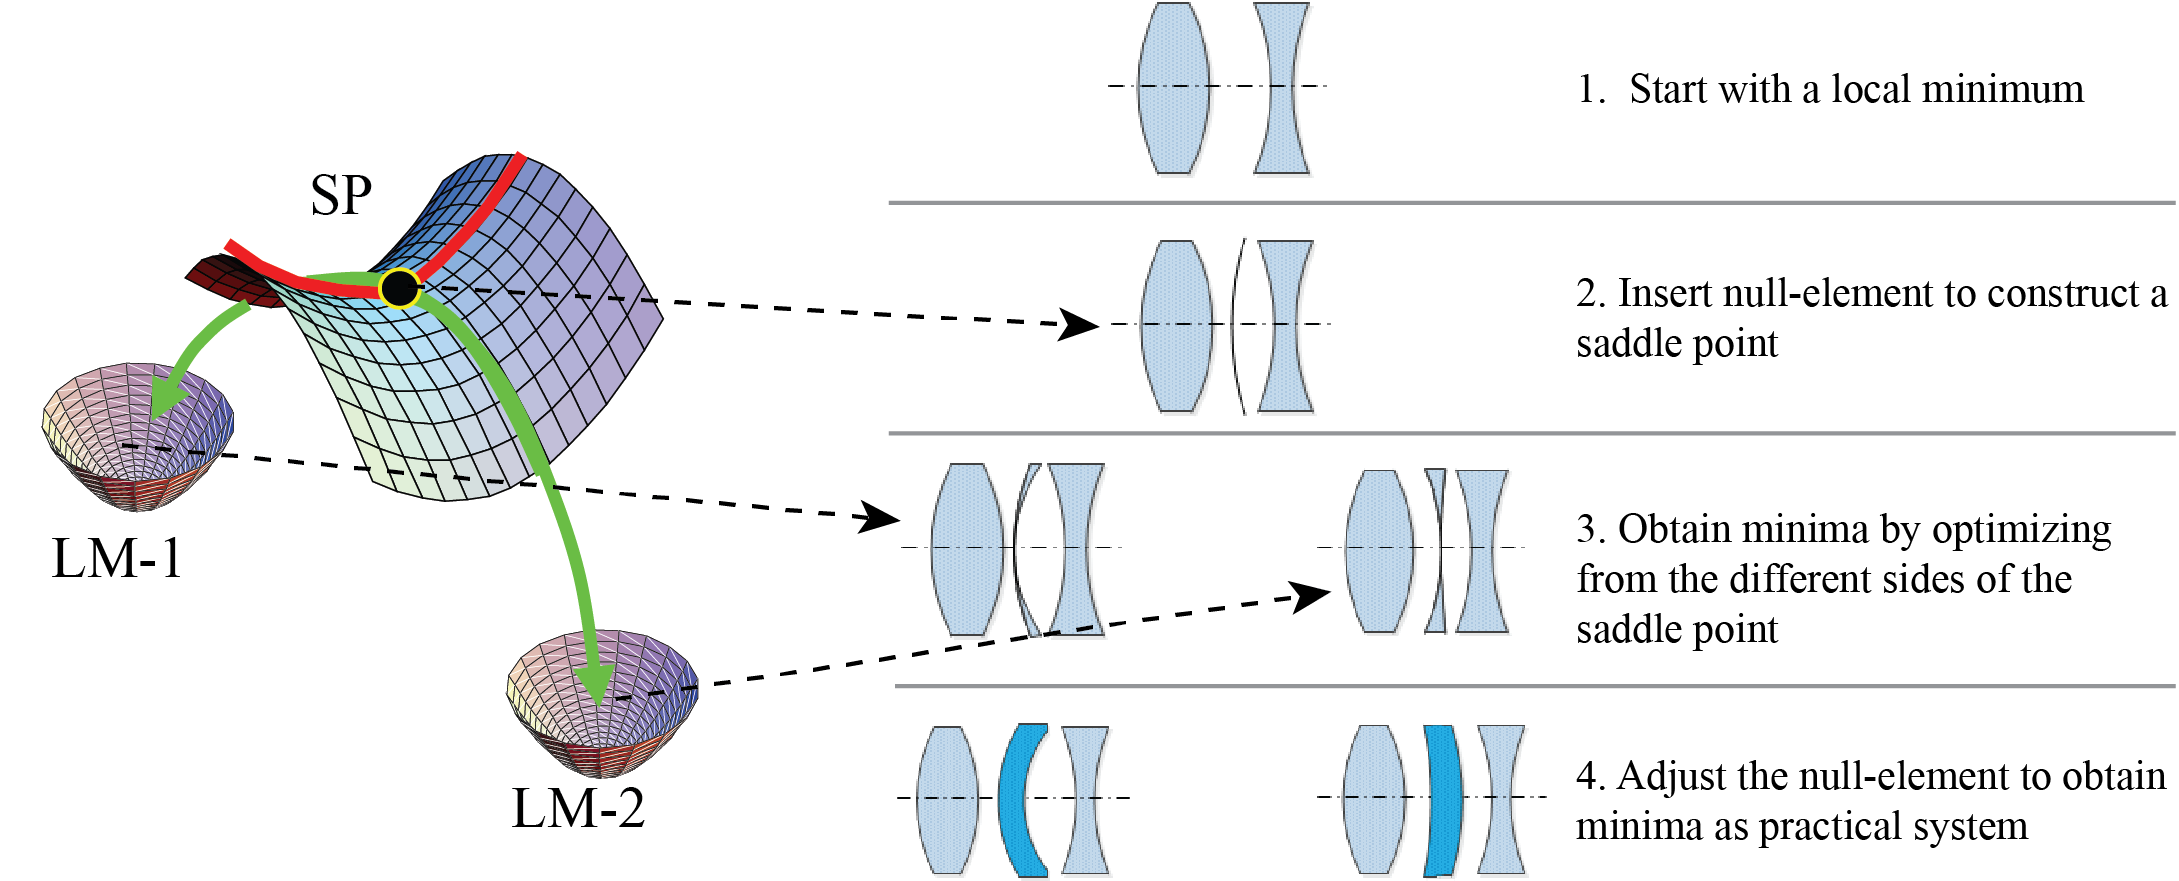 SP
LM-1
LM-2
1. Start with a local minimum
2. Insert null-element to construct a
saddle point
3. Obtain minima by optimizing
from the different sides of the
saddle point
4. Adjust the null-element to obtain
minima as practical system